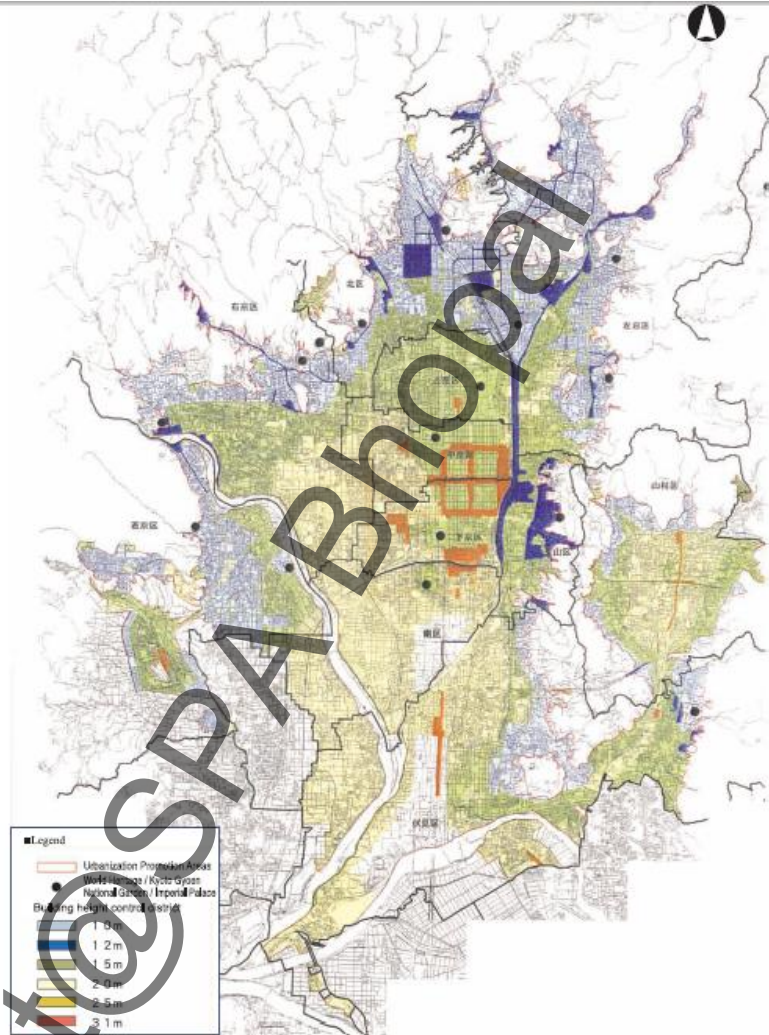 北区
右京区
左京区
上京区
中京区
山科区
西京区
下京区
南区
伏見区
t@SPA Bhopal
■Legend
Urbanization Promotion Areas
World Heritage / Kyoto Gyoen
National Garden / Imperial Palace
Building height control district
10m
12m
15m
20m
25m
31m